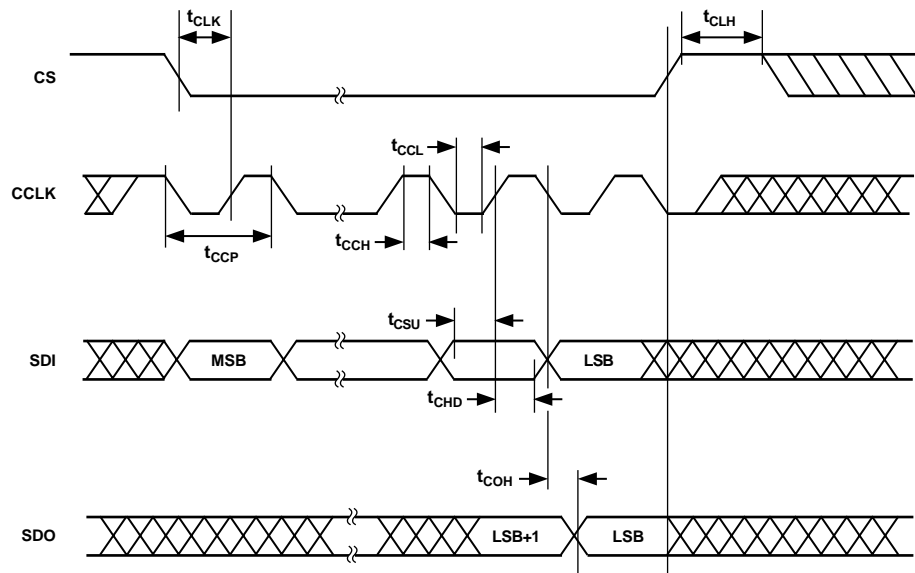 tCLK
tCLH
CS
tCCL
CCLK
tCCP
tCCH
tCSU
SDI
MSB
LSB
tCHD
tCOH
SDO
LSB+1
LSB